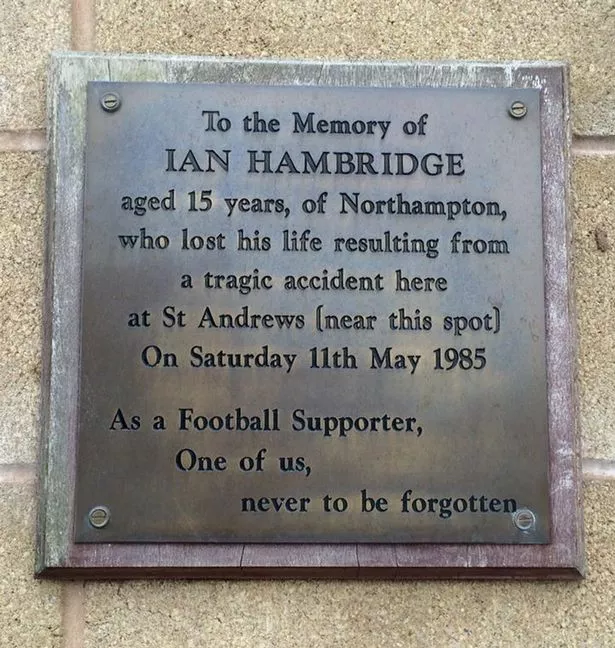 To the Memory of
IAN HAMBRIDGE
aged 15 years, of Northampton,
who lost his life resulting from
a tragic accident here
at St Andrews (near this spot)
On Saturday 11th May 1985
As a Football Supporter,
One of us,
never to be forgotten